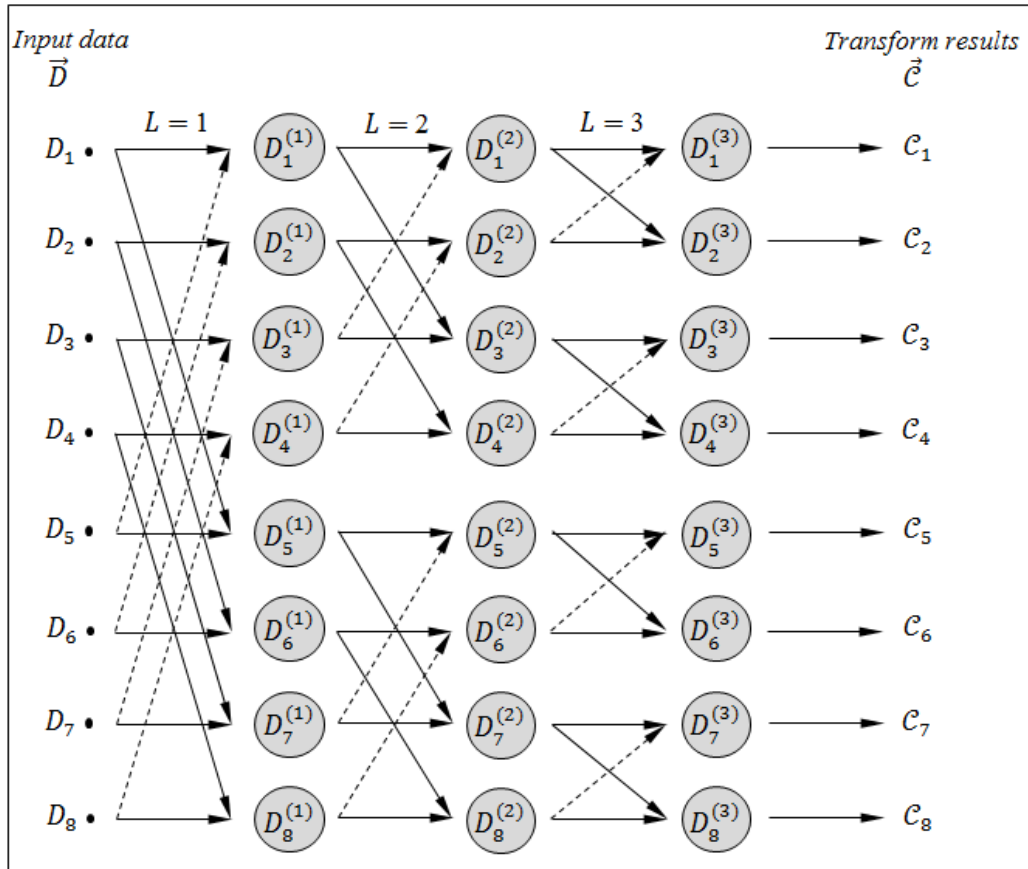 Input data Transform results
D⃗ 𝒞⃗
L = 1 L = 2 L = 3
D₁ D₁⁽¹⁾ D₁⁽²⁾ D₁⁽³⁾ 𝒞₁
D₂ D₂⁽¹⁾ D₂⁽²⁾ D₂⁽³⁾ 𝒞₂
D₃ D₃⁽¹⁾ D₃⁽²⁾ D₃⁽³⁾ 𝒞₃
D₄ D₄⁽¹⁾ D₄⁽²⁾ D₄⁽³⁾ 𝒞₄
D₅ D₅⁽¹⁾ D₅⁽²⁾ D₅⁽³⁾ 𝒞₅
D₆ D₆⁽¹⁾ D₆⁽²⁾ D₆⁽³⁾ 𝒞₆
D₇ D₇⁽¹⁾ D₇⁽²⁾ D₇⁽³⁾ 𝒞₇
D₈ D₈⁽¹⁾ D₈⁽²⁾ D₈⁽³⁾ 𝒞₈